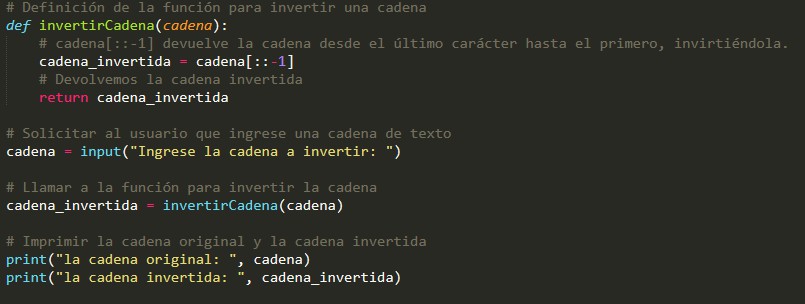 # Definición de la función para invertir una cadena
def invertirCadena(cadena):
    # cadena[::-1] devuelve la cadena desde el último carácter hasta el primero, invirtiéndola.
    cadena_invertida = cadena[::-1]
    # Devolvemos la cadena invertida
    return cadena_invertida

# Solicitar al usuario que ingrese una cadena de texto
cadena = input("Ingrese la cadena a invertir: ")

# Llamar a la función para invertir la cadena
cadena_invertida = invertirCadena(cadena)

# Imprimir la cadena original y la cadena invertida
print("la cadena original: ", cadena)
print("la cadena invertida: ", cadena_invertida)